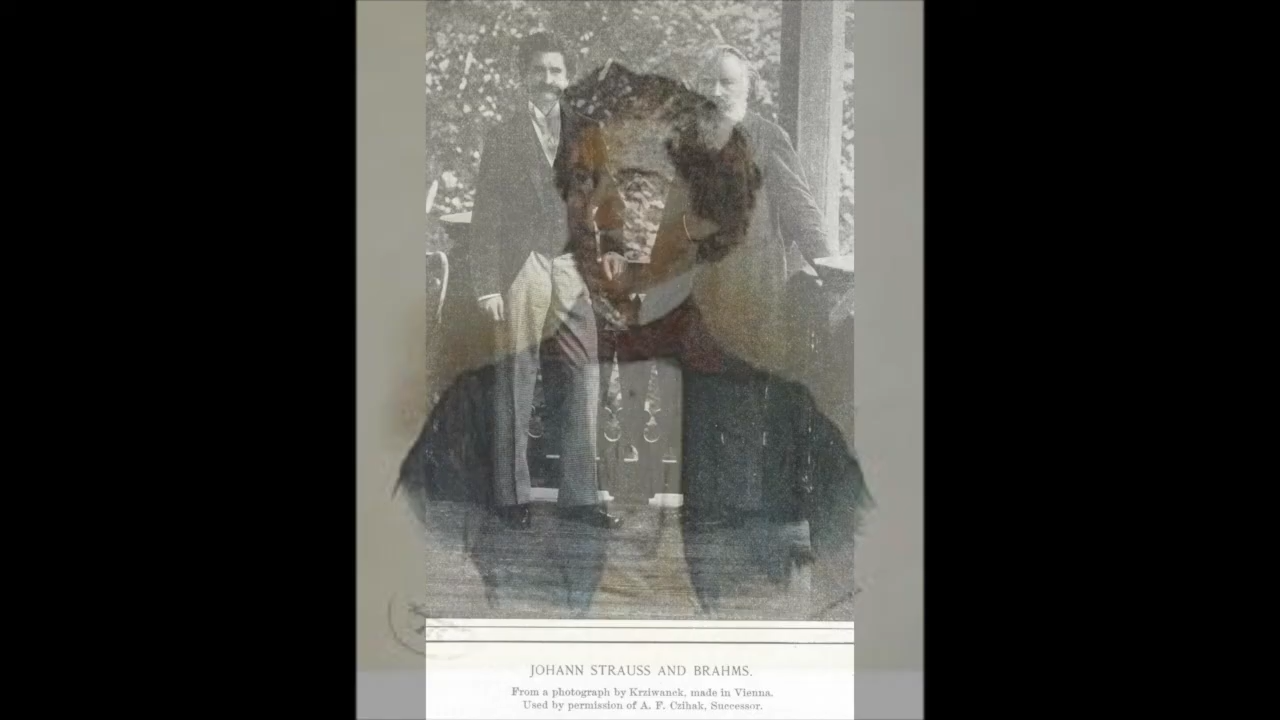 JOHANN STRAUSS AND BRAHMS.
From a photograph by Krziwanek, made in Vienna.
Used by permission of A. F. Czihak, Successor.